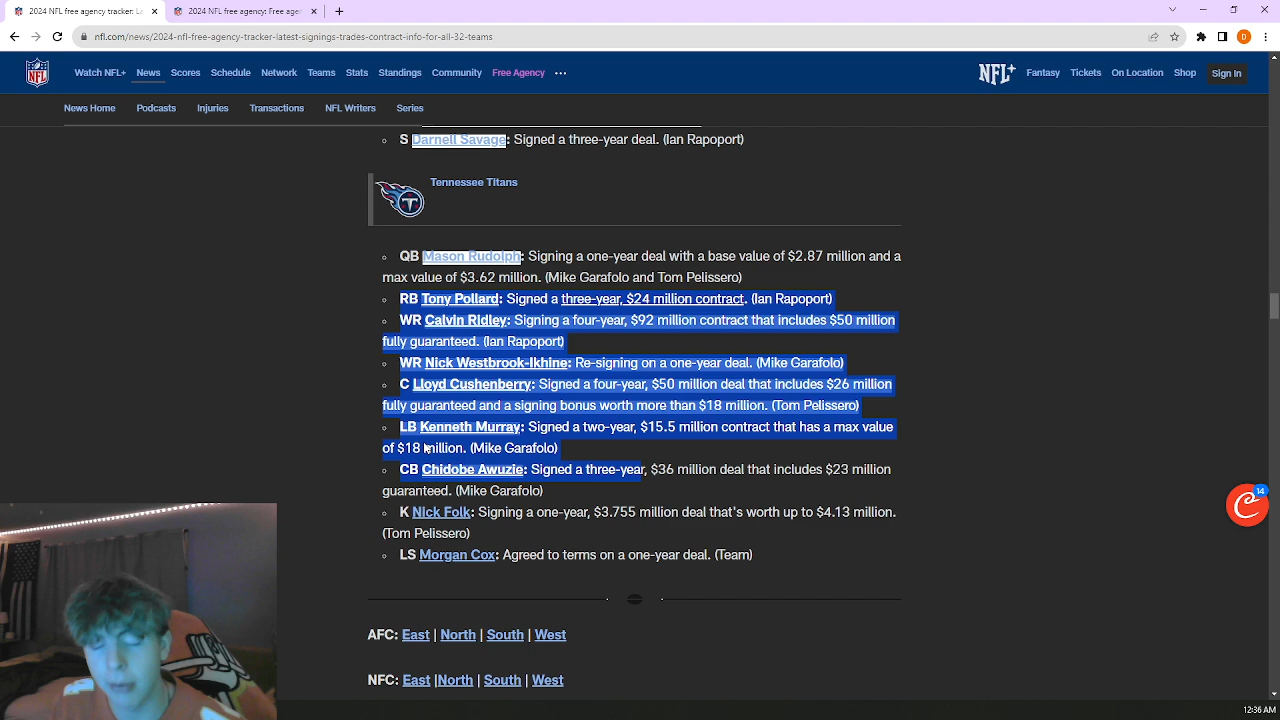 2024 NFL free agency tracker: La
2024 NFL free agency: Free ager
nfl.com/news/2024-nfl-free-agency-tracker-latest-signings-trades-contract-info-for-all-32-teams
D
NFL
Watch NFL+ News Scores Schedule Network Teams Stats Standings Community Free Agency ...
NFL+ Fantasy Tickets On Location Shop Sign In
News Home Podcasts Injuries Transactions NFL Writers Series
S Darnell Savage: Signed a three-year deal. (Ian Rapoport)
Tennessee Titans
QB Mason Rudolph: Signing a one-year deal with a base value of $2.87 million and a
max value of $3.62 million. (Mike Garafolo and Tom Pelissero)
RB Tony Pollard: Signed a three-year, $24 million contract. (Ian Rapoport)
WR Calvin Ridley: Signing a four-year, $92 million contract that includes $50 million
fully guaranteed. (Ian Rapoport)
WR Nick Westbrook-Ikhine: Re-signing on a one-year deal. (Mike Garafolo)
C Lloyd Cushenberry: Signed a four-year, $50 million deal that includes $26 million
fully guaranteed and a signing bonus worth more than $18 million. (Tom Pelissero)
LB Kenneth Murray: Signed a two-year, $15.5 million contract that has a max value
of $18 million. (Mike Garafolo)
CB Chidobe Awuzie: Signed a three-year, $36 million deal that includes $23 million
guaranteed. (Mike Garafolo)
K Nick Folk: Signing a one-year, $3.755 million deal that's worth up to $4.13 million.
(Tom Pelissero)
LS Morgan Cox: Agreed to terms on a one-year deal. (Team)
14
AFC: East | North | South | West
NFC: East |North | South | West
12:36 AM